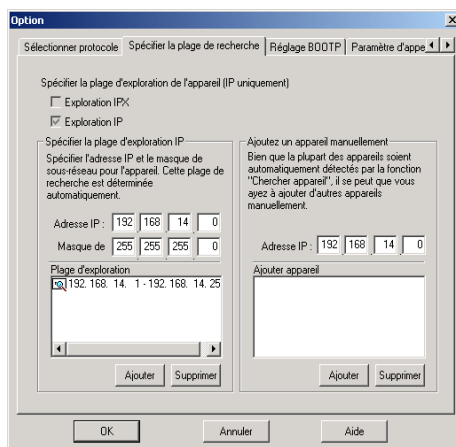 Option
Sélectionner protocole
Spécifier la plage de recherche
Réglage BOOTP
Paramètre d'appe
Spécifier la plage d'exploration de l'appareil (IP uniquement)
Exploration IPX
Exploration IP
Spécifier la plage d'exploration IP
Spécifier l'adresse IP et le masque de
sous-réseau pour l'appareil. Cette plage de
recherche est déterminée
automatiquement.
Adresse IP : 192 .168 .14 .0
Masque de 255 .255 .255 .0
Plage d'exploration
192. 168. 14. 1 - 192. 168. 14. 25
Ajouter
Supprimer
Ajoutez un appareil manuellement
Bien que la plupart des appareils soient
automatiquement détectés par la fonction
"Chercher appareil", il se peut que vous
ayez à ajouter d'autres appareils
manuellement.
Adresse IP : 192 .168 .14 .0
Ajouter appareil
Ajouter
Supprimer
OK
Annuler
Aide